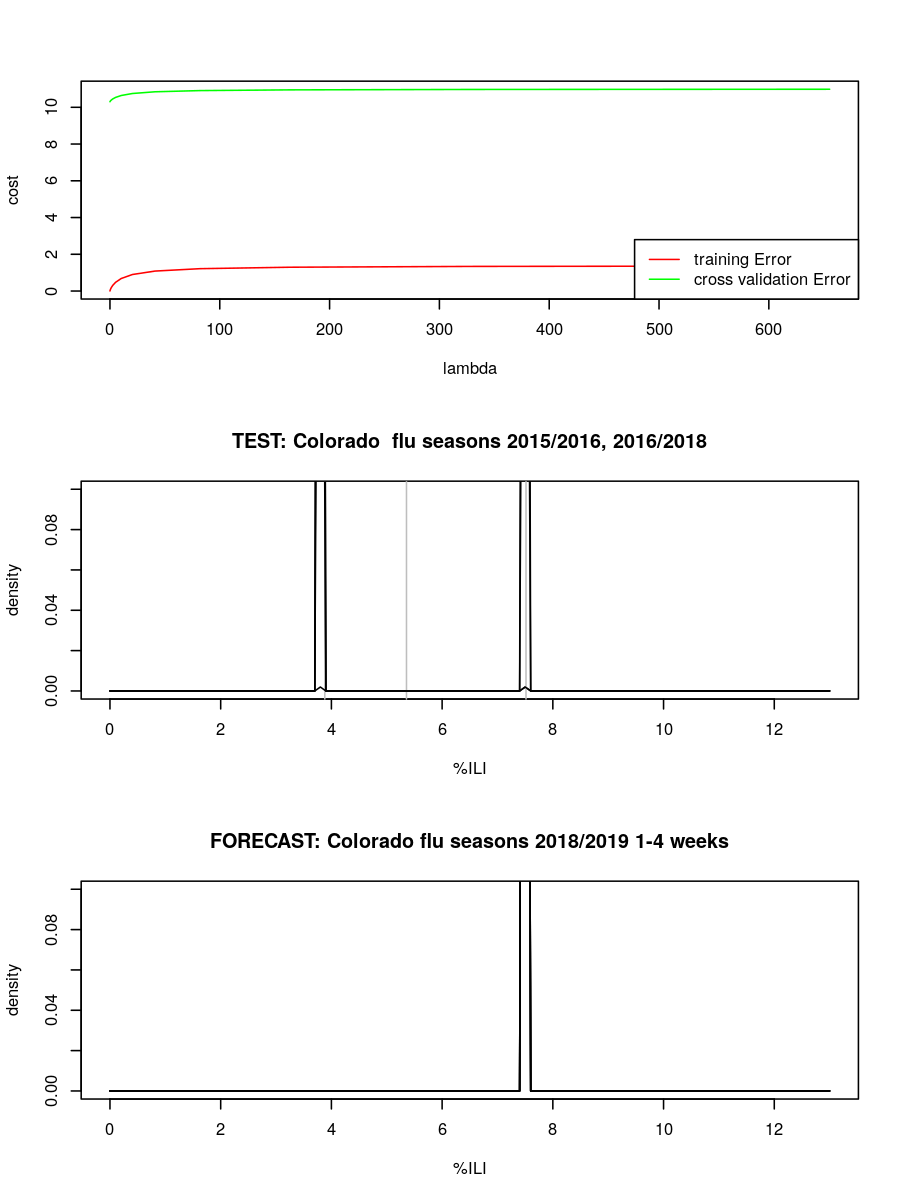 cost
0
2
4
6
8
10
training Error
cross validation Error
0 100 200 300 400 500 600
lambda
TEST: Colorado  flu seasons 2015/2016, 2016/2018
density
0.00
0.04
0.08
0 2 4 6 8 10 12
%ILI
FORECAST: Colorado flu seasons 2018/2019 1-4 weeks
density
0.00
0.04
0.08
0 2 4 6 8 10 12
%ILI